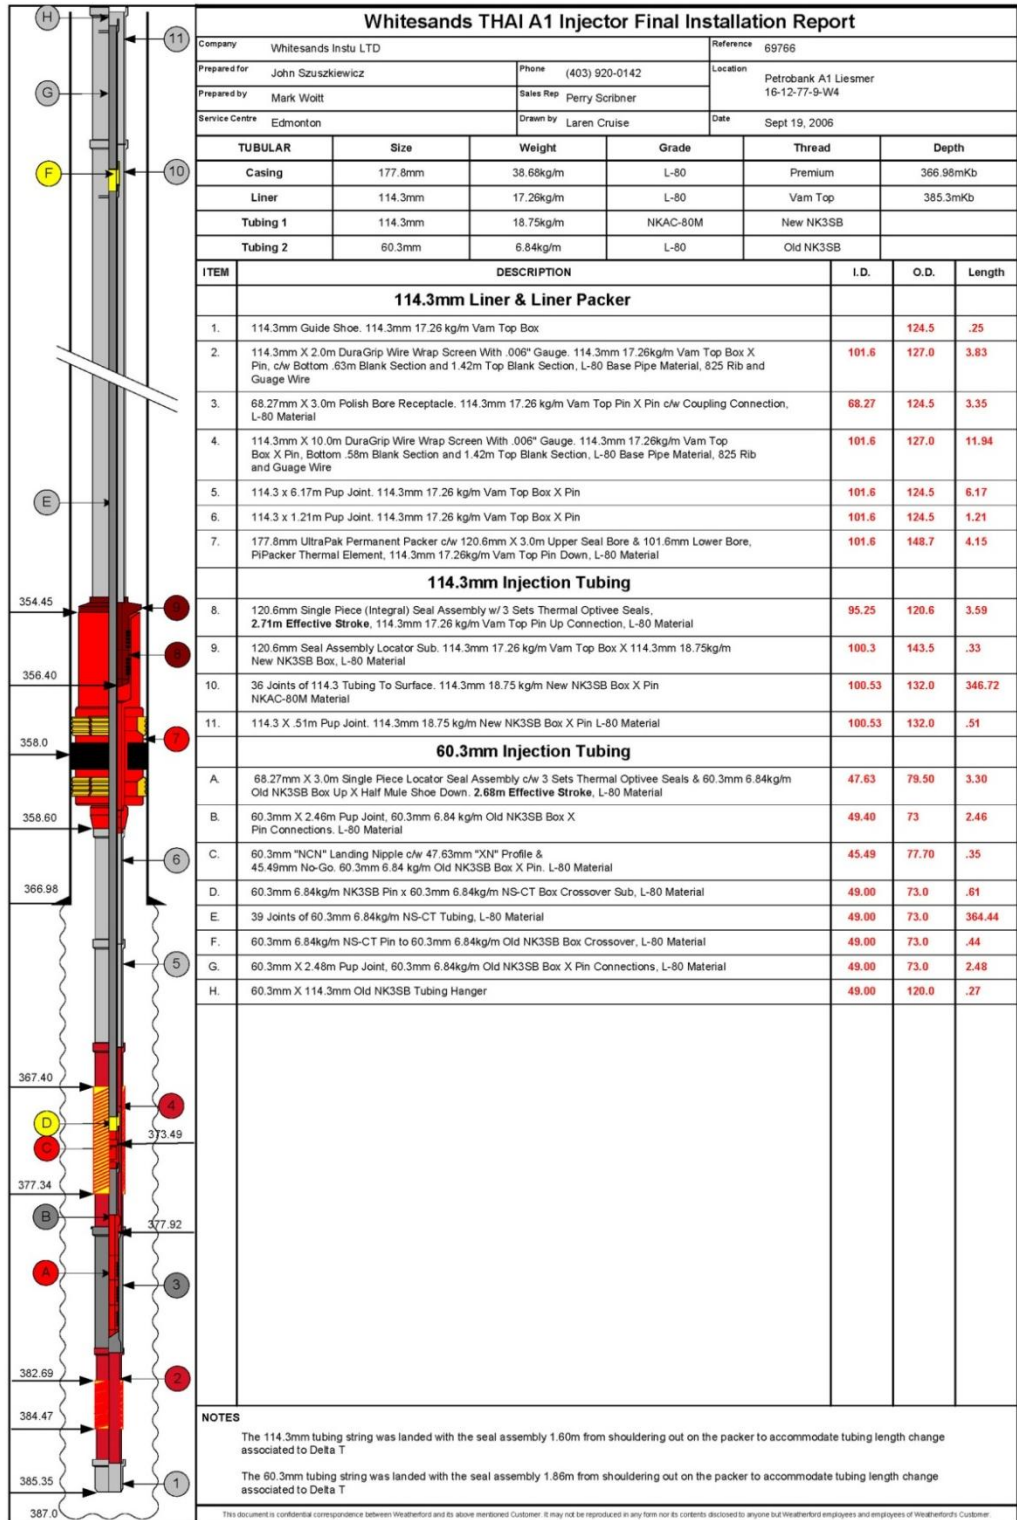 Whitesands THAI A1 Injector Final Installation Report
Company Whitesands Instu LTD Reference 69766
Prepared for John Szuszkiewicz Phone (403) 920-0142 Location Petrobank A1 Liesmer
16-12-77-9-W4
Prepared by Mark Woitt Sales Rep Perry Scribner
Service Centre Edmonton Drawn by Laren Cruise Date Sept 19, 2006
TUBULAR Size Weight Grade Thread Depth
Casing 177.8mm 38.68kg/m L-80 Premium 366.98mKb
Liner 114.3mm 17.26kg/m L-80 Vam Top 385.3mKb
Tubing 1 114.3mm 18.75kg/m NKAC-80M New NK3SB
Tubing 2 60.3mm 6.84kg/m L-80 Old NK3SB
ITEM DESCRIPTION I.D. O.D. Length
114.3mm Liner & Liner Packer
1. 114.3mm Guide Shoe. 114.3mm 17.26 kg/m Vam Top Box 124.5 .25
2. 114.3mm X 2.0m DuraGrip Wire Wrap Screen With .006" Gauge. 114.3mm 17.26kg/m Vam Top Box X 101.6 127.0 3.83
Pin, c/w Bottom .63m Blank Section and 1.42m Top Blank Section, L-80 Base Pipe Material, 825 Rib and
Guage Wire
3. 68.27mm X 3.0m Polish Bore Receptacle. 114.3mm 17.26 kg/m Vam Top Pin X Pin c/w Coupling Connection, 68.27 124.5 3.35
L-80 Material
4. 114.3mm X 10.0m DuraGrip Wire Wrap Screen With .006" Gauge. 114.3mm 17.26kg/m Vam Top 101.6 127.0 11.94
Box X Pin, Bottom .58m Blank Section and 1.42m Top Blank Section, L-80 Base Pipe Material, 825 Rib
and Guage Wire
5. 114.3 x 6.17m Pup Joint. 114.3mm 17.26 kg/m Vam Top Box X Pin 101.6 124.5 6.17
6. 114.3 x 1.21m Pup Joint. 114.3mm 17.26 kg/m Vam Top Box X Pin 101.6 124.5 1.21
7. 177.8mm UltraPak Permanent Packer c/w 120.6mm X 3.0m Upper Seal Bore & 101.6mm Lower Bore, 101.6 148.7 4.15
PiPacker Thermal Element, 114.3mm 17.26kg/m Vam Top Pin Down, L-80 Material
114.3mm Injection Tubing
8. 120.6mm Single Piece (Integral) Seal Assembly w/ 3 Sets Thermal Optivee Seals, 95.25 120.6 3.59
2.71m Effective Stroke, 114.3mm 17.26 kg/m Vam Top Pin Up Connection, L-80 Material
9. 120.6mm Seal Assembly Locator Sub. 114.3mm 17.26 kg/m Vam Top Box X 114.3mm 18.75kg/m 100.3 143.5 .33
New NK3SB Box, L-80 Material
10. 36 Joints of 114.3 Tubing To Surface. 114.3mm 18.75 kg/m New NK3SB Box X Pin 100.53 132.0 346.72
NKAC-80M Material
11. 114.3 X .51m Pup Joint. 114.3mm 18.75 kg/m New NK3SB Box X Pin L-80 Material 100.53 132.0 .51
60.3mm Injection Tubing
A. 68.27mm X 3.0m Single Piece Locator Seal Assembly c/w 3 Sets Thermal Optivee Seals & 60.3mm 6.84kg/m 47.63 79.50 3.30
Old NK3SB Box Up X Half Mule Shoe Down. 2.68m Effective Stroke, L-80 Material
B. 60.3mm X 2.46m Pup Joint, 60.3mm 6.84 kg/m Old NK3SB Box X 49.40 73 2.46
Pin Connections. L-80 Material
C. 60.3mm "NCN" Landing Nipple c/w 47.63mm "XN" Profile & 45.49 77.70 .35
45.49mm No-Go. 60.3mm 6.84 kg/m Old NK3SB Box X Pin. L-80 Material
D. 60.3mm 6.84kg/m NK3SB Pin x 60.3mm 6.84kg/m NS-CT Box Crossover Sub, L-80 Material 49.00 73.0 .61
E. 39 Joints of 60.3mm 6.84kg/m NS-CT Tubing, L-80 Material 49.00 73.0 364.44
F. 60.3mm 6.84kg/m NS-CT Pin to 60.3mm 6.84kg/m Old NK3SB Box Crossover, L-80 Material 49.00 73.0 .44
G. 60.3mm X 2.48m Pup Joint, 60.3mm 6.84kg/m Old NK3SB Box X Pin Connections, L-80 Material 49.00 73.0 2.48
H. 60.3mm X 114.3mm Old NK3SB Tubing Hanger 49.00 120.0 .27
NOTES
The 114.3mm tubing string was landed with the seal assembly 1.60m from shouldering out on the packer to accommodate tubing length change
associated to Delta T
The 60.3mm tubing string was landed with the seal assembly 1.86m from shouldering out on the packer to accommodate tubing length change
associated to Delta T
This document is confidential correspondence between Weatherford and its above mentioned Customer. It may not be reproduced in any form nor its contents disclosed to anyone but Weatherford employees and employees of Weatherford's Customer.
H
11
G
F
10
E
354.45
9
8
356.40
7
358.0
358.60
6
366.98
5
367.40
4
D
373.49
C
377.34
B
377.92
A
3
382.69
2
384.47
385.35
1
387.0